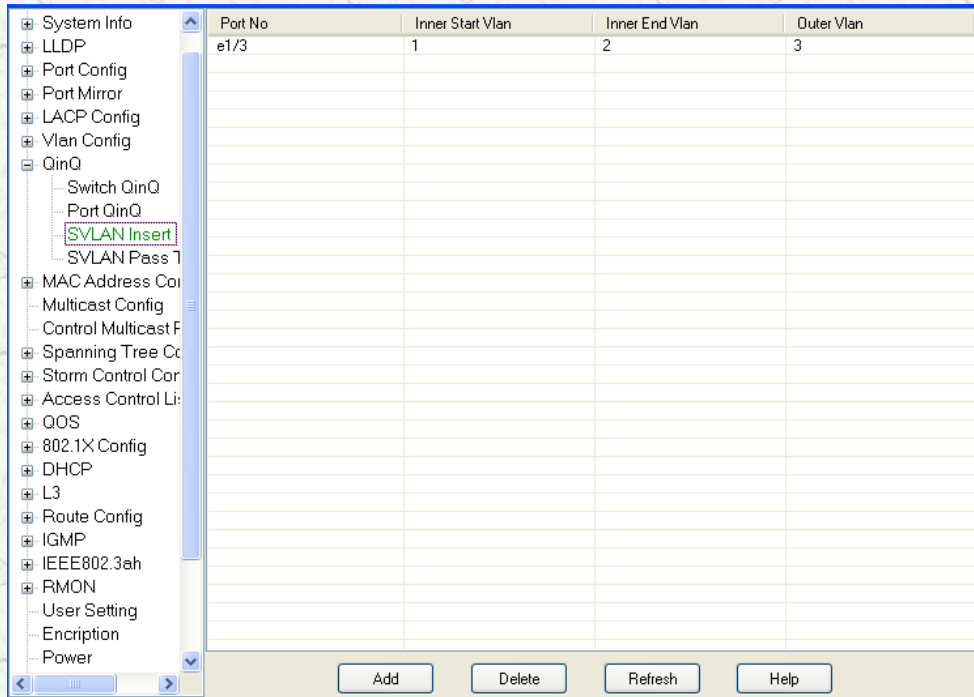 System Info
LLDP
Port Config
Port Mirror
LACP Config
Vlan Config
QinQ
Switch QinQ
Port QinQ
SVLAN Insert
SVLAN Pass T
MAC Address Co
Multicast Config
Control Multicast
Spanning Tree Co
Storm Control Con
Access Control Li
QOS
802.1X Config
DHCP
L3
Route Config
IGMP
IEEE802.3ah
RMON
User Setting
Encription
Power
Port No Inner Start Vlan Inner End Vlan Outer Vlan
e1/3 1 2 3
Add Delete Refresh Help